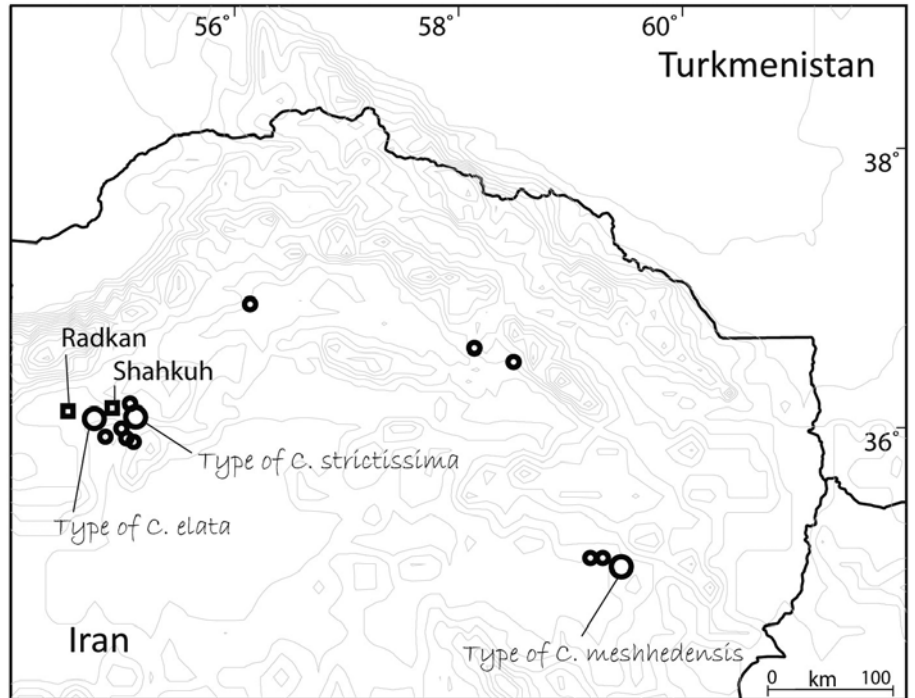 56˚ 58˚ 60˚
Turkmenistan
38˚
Radkan
Shahkuh
36˚
Type of C. strictissima
Type of C. elata
Iran
Type of C. meshhedensis
0 km 100